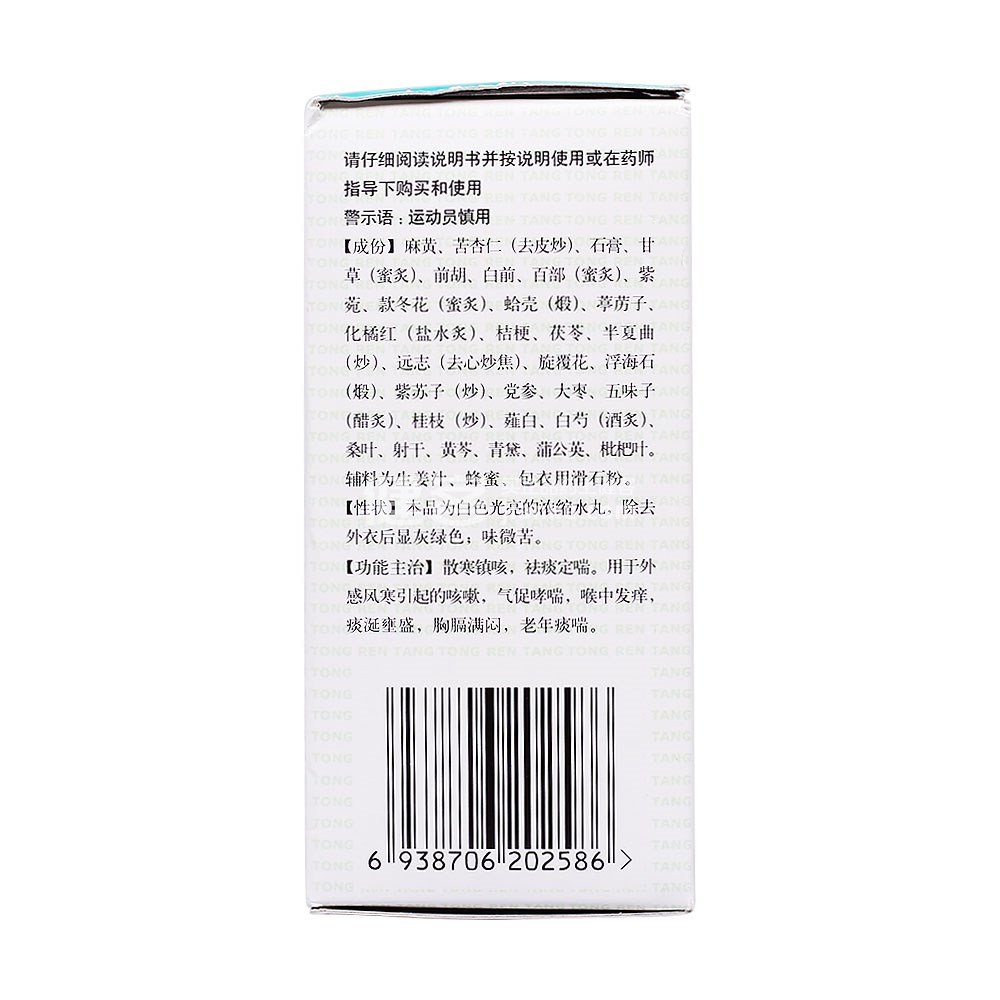 请仔细阅读说明书并按说明使用或在药师
指导下购买和使用
警示语:运动员慎用
【成份】麻黄、苦杏仁(去皮炒)、石膏、甘
草(蜜炙)、前胡、白前、百部(蜜炙)、紫
菀、款冬花(蜜炙)、蛤壳(煅)、葶苈子、
化橘红(盐水炙)、桔梗、茯苓、半夏曲
(炒)、远志(去心炒焦)、旋覆花、浮海石
(煅)、紫苏子(炒)、党参、大枣、五味子
(醋炙)、桂枝(炒)、薤白、白芍(酒炙)、
桑叶、射干、黄芩、青黛、蒲公英、枇杷叶。
辅料为生姜汁、蜂蜜、包衣用滑石粉。
【性状】本品为白色光亮的浓缩水丸,除去
外衣后显灰绿色;味微苦。
【功能主治】散寒镇咳,祛痰定喘。用于外
感风寒引起的咳嗽,气促哮喘,喉中发痒,
痰涎壅盛,胸膈满闷,老年痰喘。
6 938706 202586 >